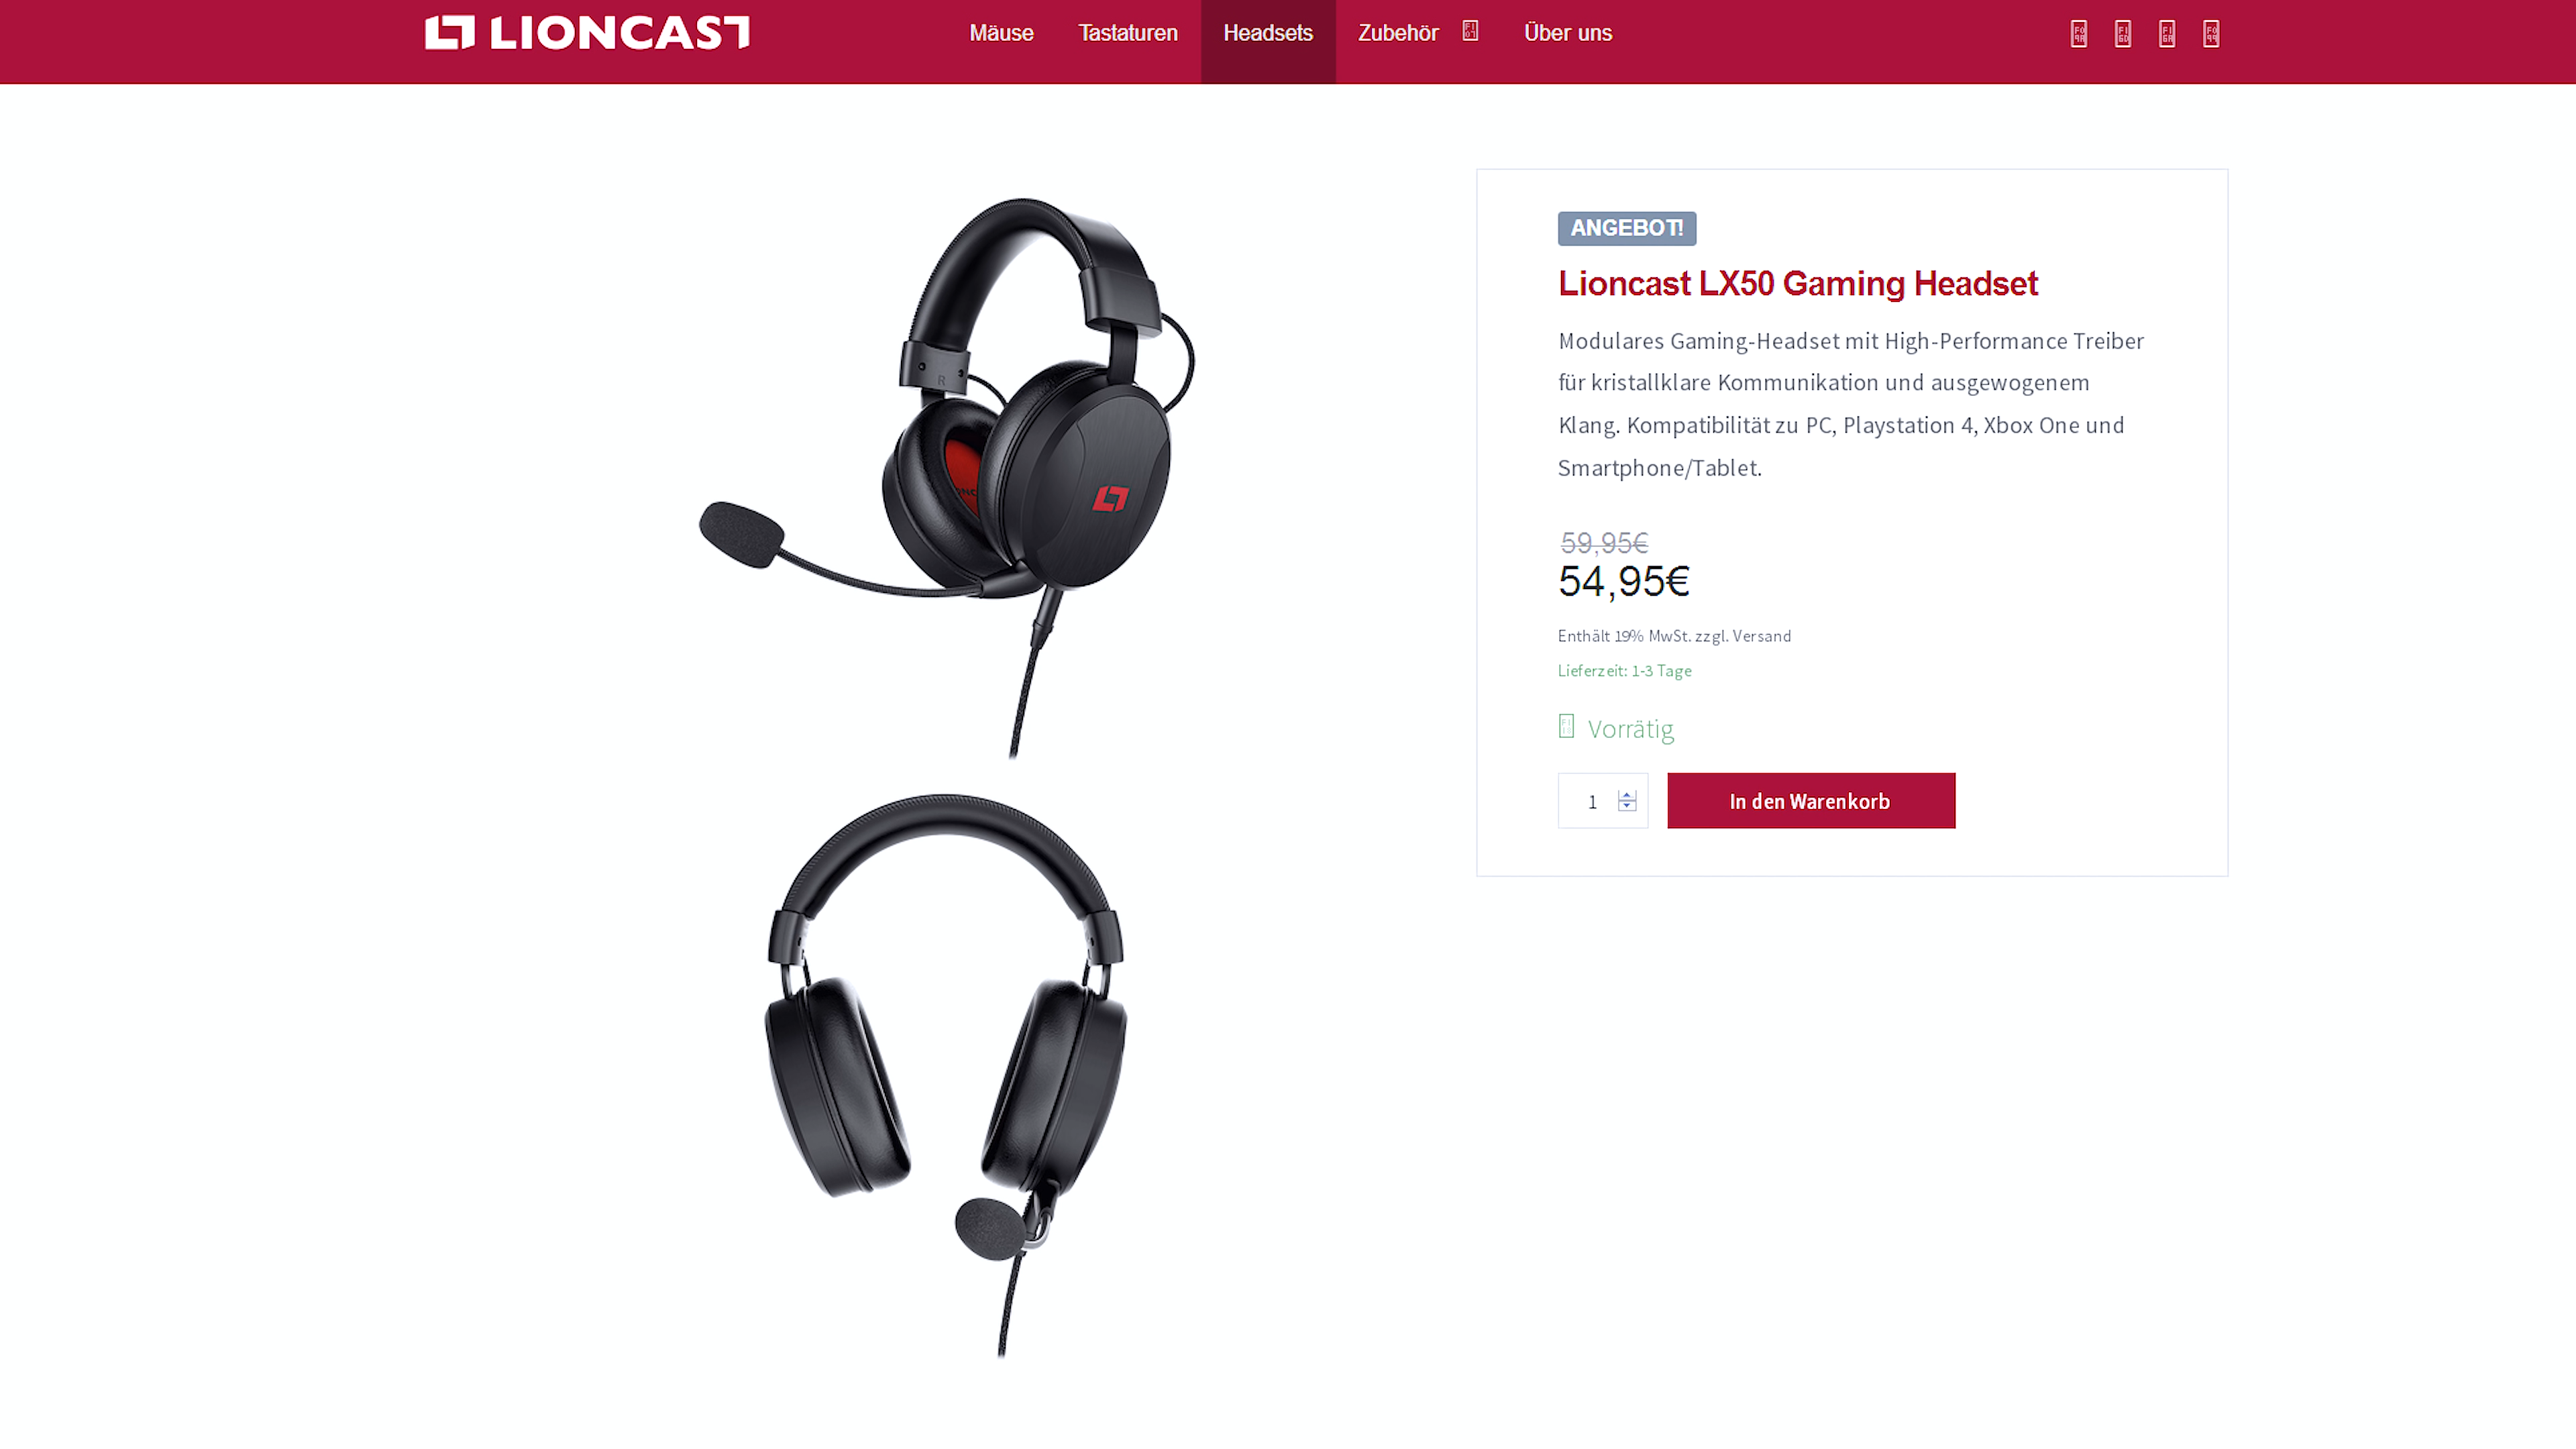 LIONCAST
Mäuse Tastaturen Headsets Zubehör Über uns
R
ANGEBOT!
Lioncast LX50 Gaming Headset
Modulares Gaming-Headset mit High-Performance Treiber
für kristallklare Kommunikation und ausgewogenem
Klang. Kompatibilität zu PC, Playstation 4, Xbox One und
Smartphone/Tablet.
59,95€
54,95€
Enthält 19% MwSt. zzgl. Versand
Lieferzeit: 1-3 Tage
Vorrätig
1 In den Warenkorb